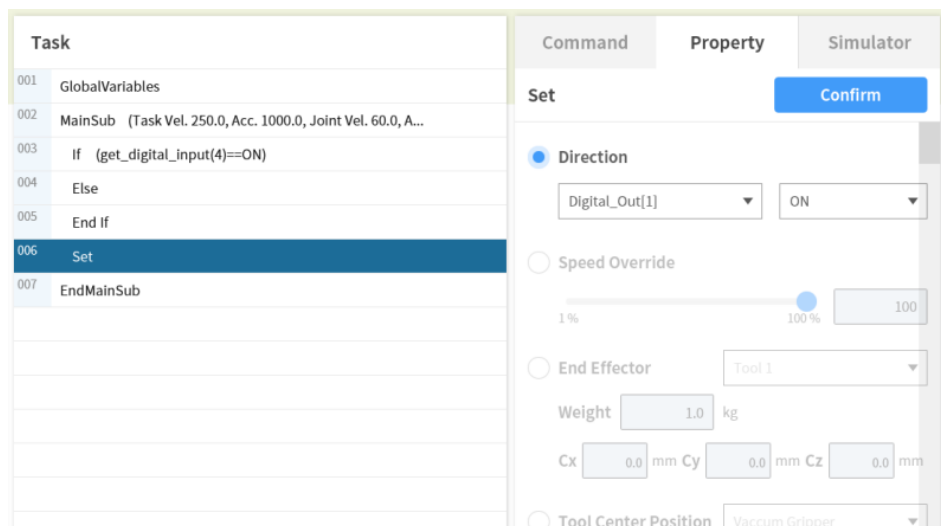 Task
001 GlobalVariables
002 MainSub (Task Vel. 250.0, Acc. 1000.0, Joint Vel. 60.0, A...
003 If (get_digital_input(4)==ON)
004 Else
005 End If
006 Set
007 EndMainSub
Command Property Simulator
Set Confirm
Direction
Digital_Out[1] ON
Speed Override
1 % 100 % 100
End Effector Tool 1
Weight 1.0 kg
Cx 0.0 mm Cy 0.0 mm Cz 0.0 mm
Tool Center Position Vaccum Gripper